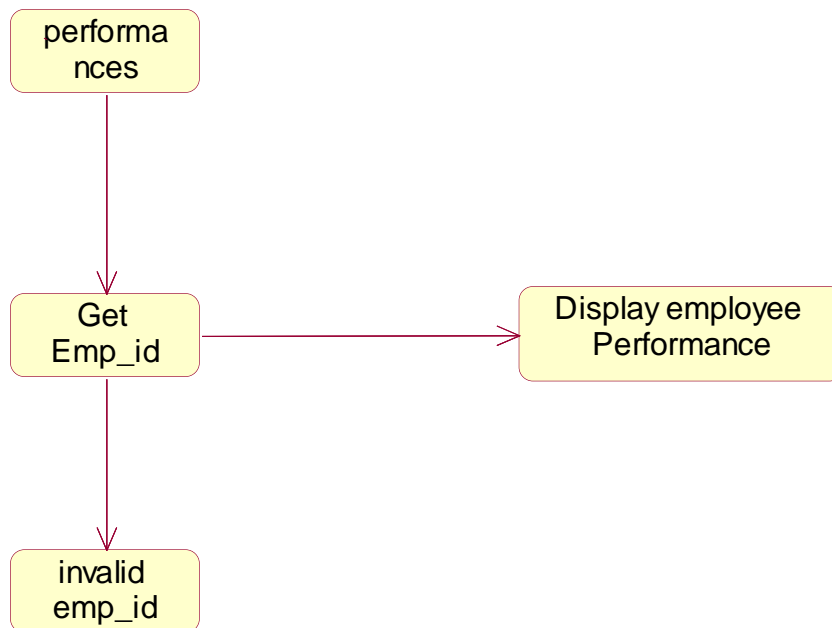 performa
nces
Get
Emp_id
Display employee
Performance
invalid
emp_id